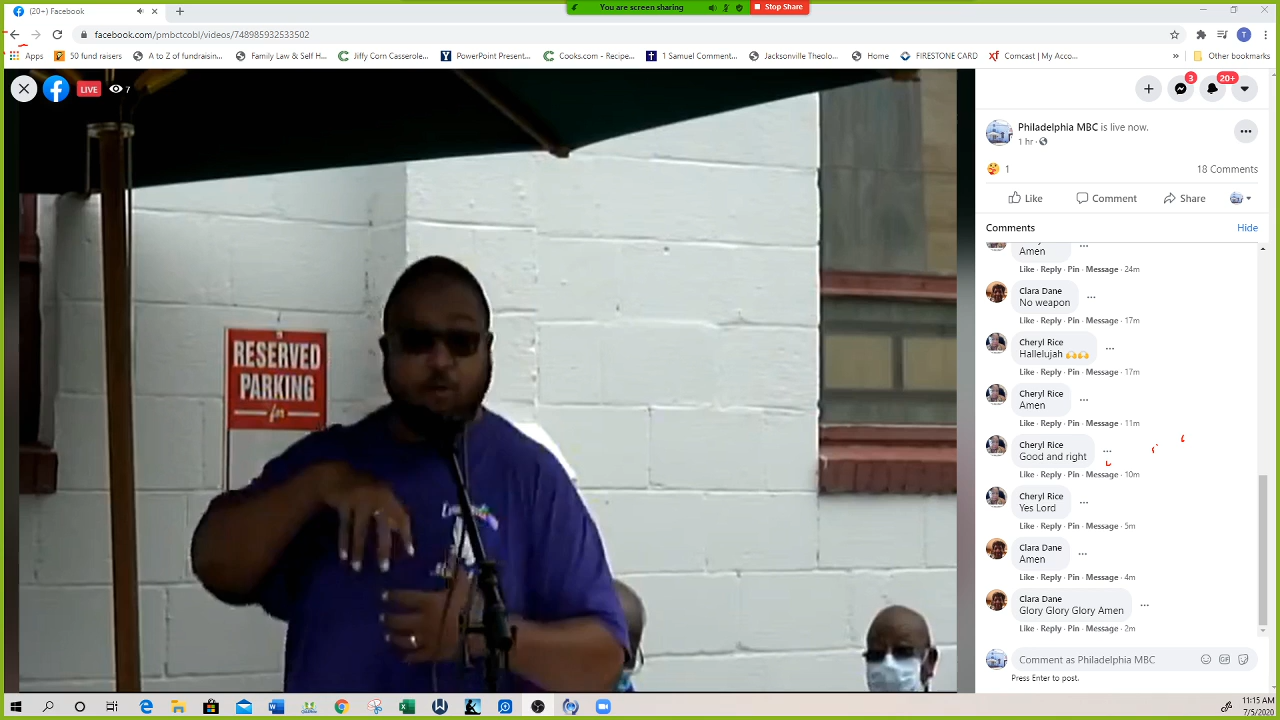 (20+) Facebook
You are screen sharing
Stop Share
facebook.com/pmbctcobl/videos/748985932533502
Apps
50 fund raisers
A to Z of fundraisin...
Family Law & Self H...
Jiffy Corn Casserole...
PowerPoint Present...
Cooks.com - Recipe...
1 Samuel Comment...
Jacksonville Theolo...
Home
FIRESTONE CARD
Comcast | My Acco...
»
Other bookmarks
LIVE
7
3
20+
Philadelphia MBC is live now.
1 hr
1
18 Comments
Like
Comment
Share
Comments
Hide
Amen
Like · Reply · Pin · Message · 24m
Clara Dane
No weapon
Like · Reply · Pin · Message · 17m
Cheryl Rice
Hallelujah 🙌🙌
Like · Reply · Pin · Message · 17m
Cheryl Rice
Amen
Like · Reply · Pin · Message · 11m
Cheryl Rice
Good and right
Like · Reply · Pin · Message · 10m
Cheryl Rice
Yes Lord
Like · Reply · Pin · Message · 5m
Clara Dane
Amen
Like · Reply · Pin · Message · 4m
Clara Dane
Glory Glory Glory Amen
Like · Reply · Pin · Message · 2m
Comment as Philadelphia MBC
GIF
Press Enter to post.
RESERVED
PARKING
for
11:15 AM
7/5/2020